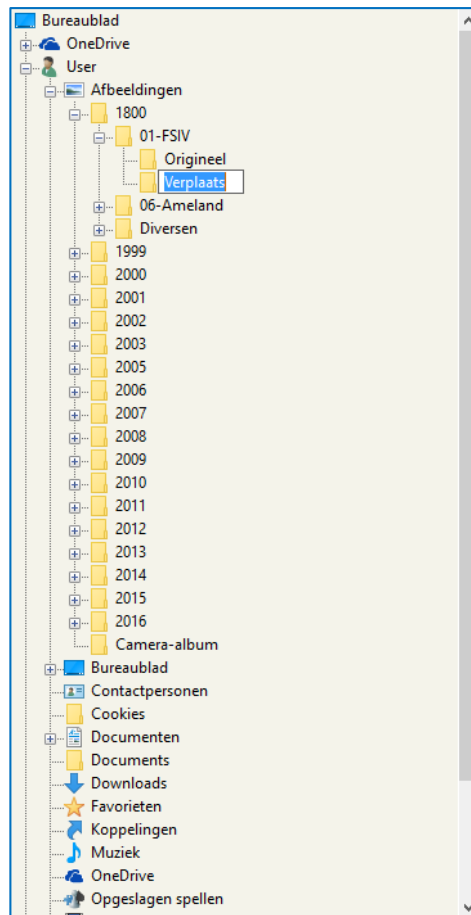 Bureaublad
OneDrive
User
Afbeeldingen
1800
01-FSIV
Origineel
Verplaats
06-Ameland
Diversen
1999
2000
2001
2002
2003
2005
2006
2007
2008
2009
2010
2011
2012
2013
2014
2015
2016
Camera-album
Bureaublad
Contactpersonen
Cookies
Documenten
Documents
Downloads
Favorieten
Koppelingen
Muziek
OneDrive
Opgeslagen spellen